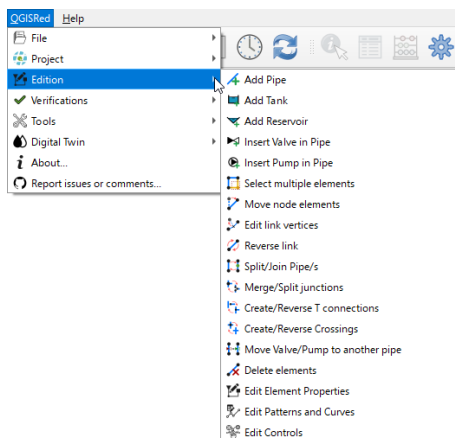 QGISRed Help
File
Project
Edition
Verifications
Tools
Digital Twin
About...
Report issues or comments...
Add Pipe
Add Tank
Add Reservoir
Insert Valve in Pipe
Insert Pump in Pipe
Select multiple elements
Move node elements
Edit link vertices
Reverse link
Split/Join Pipe/s
Merge/Split junctions
Create/Reverse T connections
Create/Reverse Crossings
Move Valve/Pump to another pipe
Delete elements
Edit Element Properties
Edit Patterns and Curves
Edit Controls